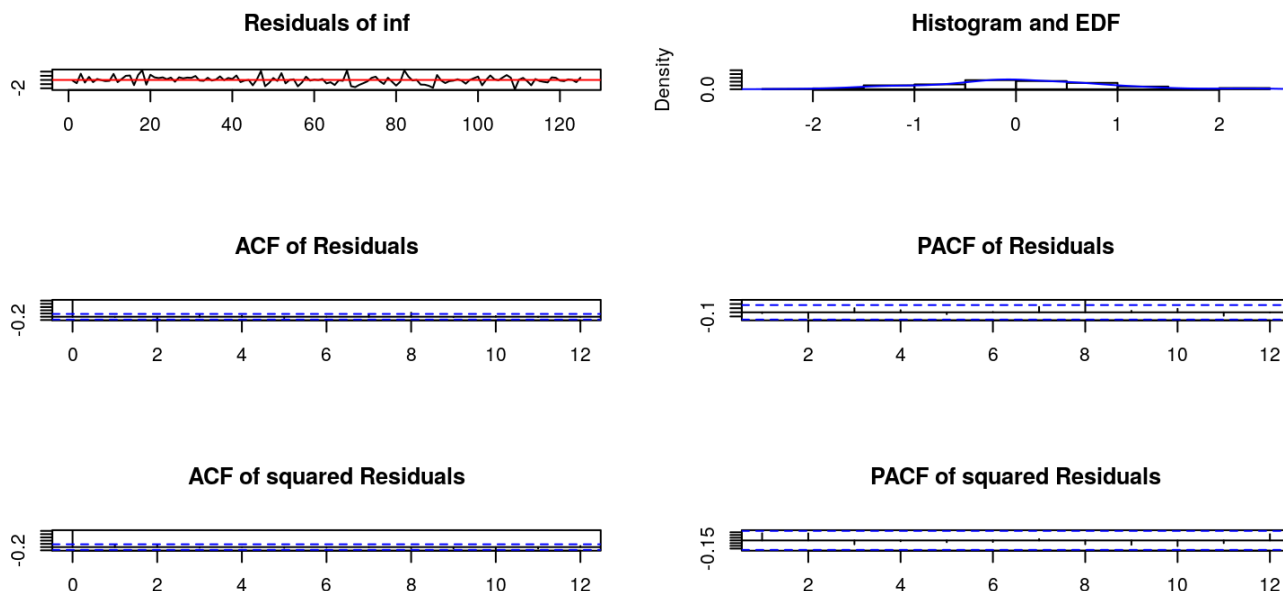 Residuals of inf
-2
0 20 40 60 80 100 120
Histogram and EDF
Density
0.0
-2 -1 0 1 2
ACF of Residuals
-0.2
0 2 4 6 8 10 12
PACF of Residuals
-0.1
2 4 6 8 10 12
ACF of squared Residuals
-0.2
0 2 4 6 8 10 12
PACF of squared Residuals
-0.15
2 4 6 8 10 12